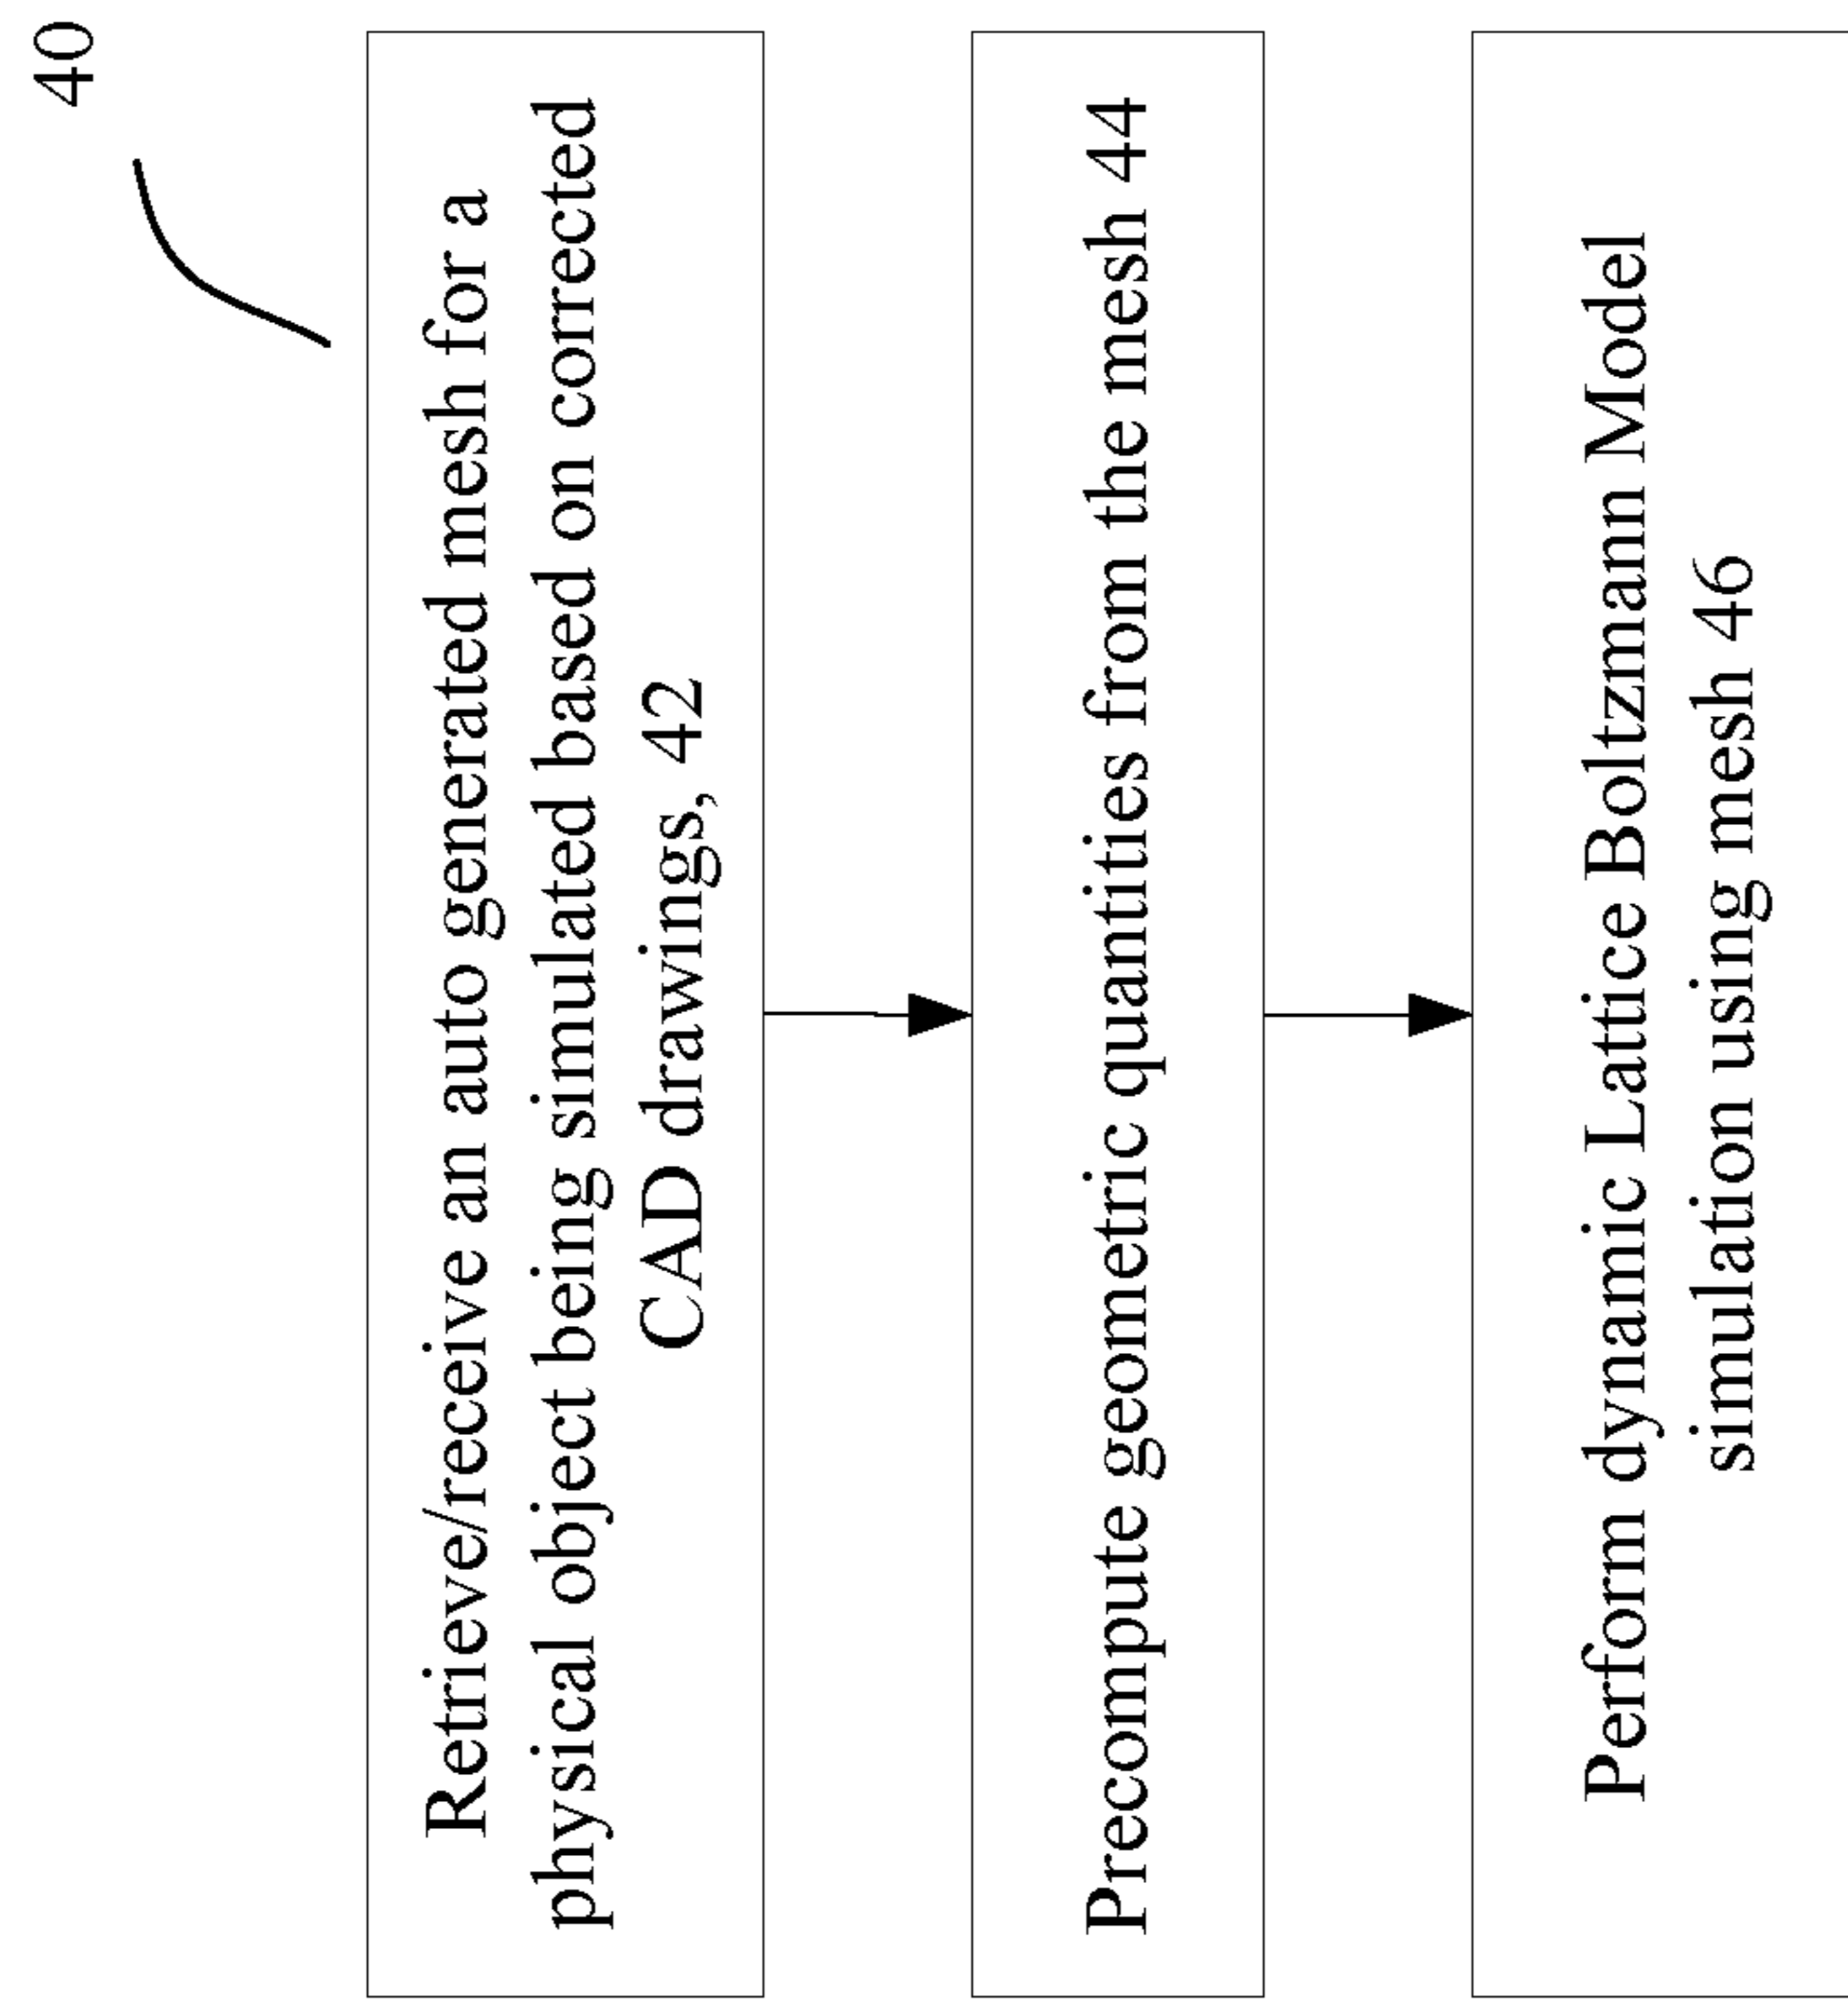 40
Retrieve/receive an auto generated mesh for a
physical object being simulated based on corrected
CAD drawings, 42
Precompute geometric quantities from the mesh 44
Perform dynamic Lattice Boltzmann Model
simulation using mesh 46